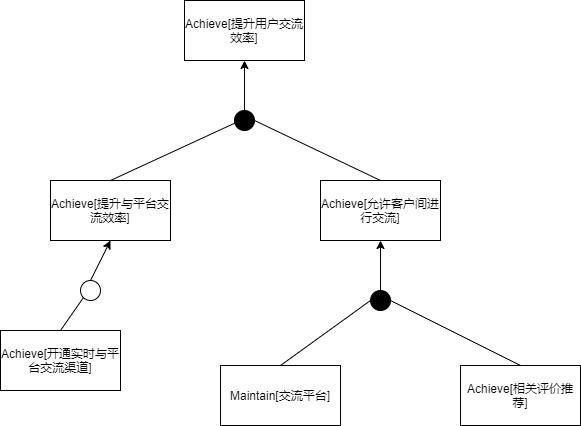 Achieve[提升用户交流
效率]
Achieve[提升与平台交
流效率]
Achieve[允许客户间进
行交流]
Achieve[开通实时与平
台交流渠道]
Maintain[交流平台]
Achieve[相关评价推
荐]